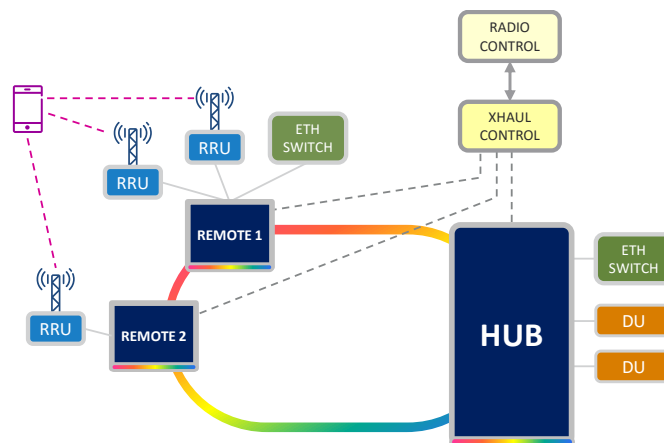 RADIO
CONTROL
XHAUL
CONTROL
ETH
SWITCH
RRU
RRU
REMOTE 1
ETH
SWITCH
RRU
REMOTE 2
HUB
DU
DU